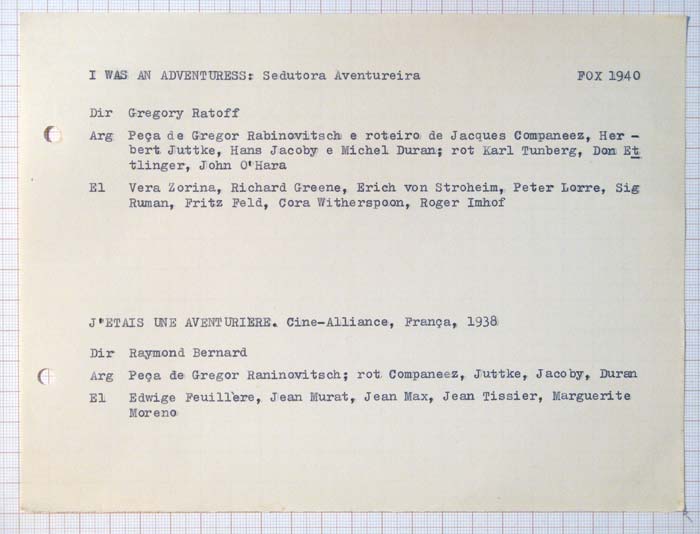 I WAS AN ADVENTURESS: Sedutora Aventureira FOX 1940
Dir Gregory Ratoff
Arg Peça de Gregor Rabinovitsch e roteiro de Jacques Companeez, Her -
bert Juttke, Hans Jacoby e Michel Duran; rot Karl Tunberg, Don Et
tlinger, John O'Hara
El Vera Zorina, Richard Greene, Erich von Stroheim, Peter Lorre, Sig
Ruman, Fritz Feld, Cora Witherspoon, Roger Imhof
J'ETAIS UNE AVENTURIERE. Cine-Alliance, França, 1938
Dir Raymond Bernard
Arg Peça de Gregor Raninovitsch; rot Companeez, Juttke, Jacoby, Duran
El Edwige Feuillère, Jean Murat, Jean Max, Jean Tissier, Marguerite
Moreno